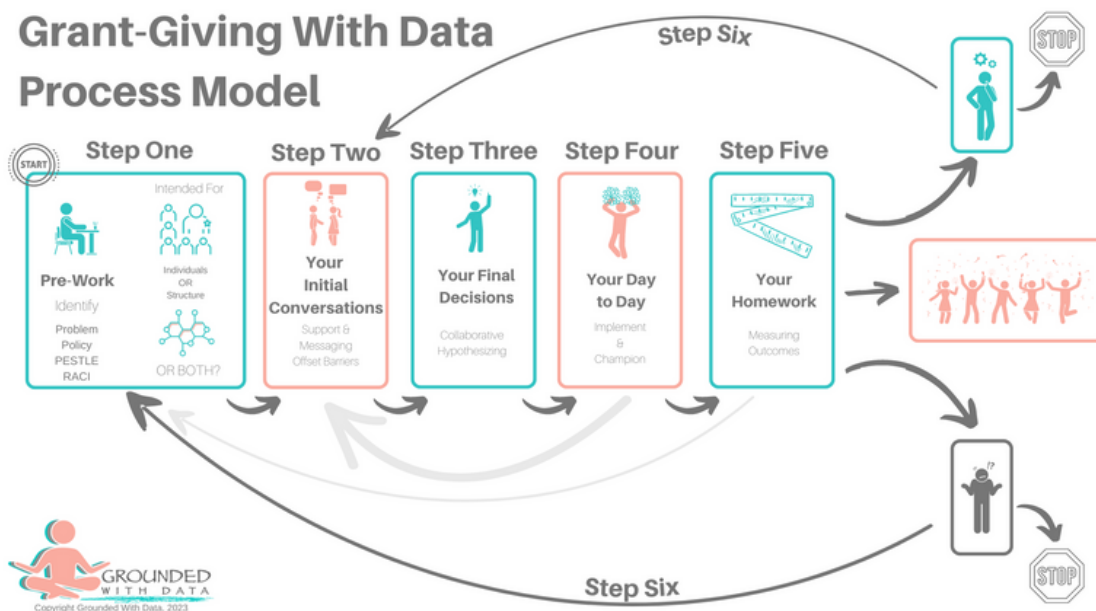 Grant-Giving With Data
Process Model
Step Six
STOP
START
Step One
Intended For
Individuals
OR
Structure
Pre-Work
Identify
Problem
Policy
PESTLE
RACI
OR BOTH?
Step Two
Your
Initial
Conversations
Support &
Messaging
Offset Barriers
Step Three
Your Final
Decisions
Collaborative
Hypothesizing
Step Four
Your Day
to Day
Implement
&
Champion
Step Five
Your
Homework
Measuring
Outcomes
!?
Step Six
STOP
GROUNDED
WITH DATA
Copyright Grounded With Data, 2023